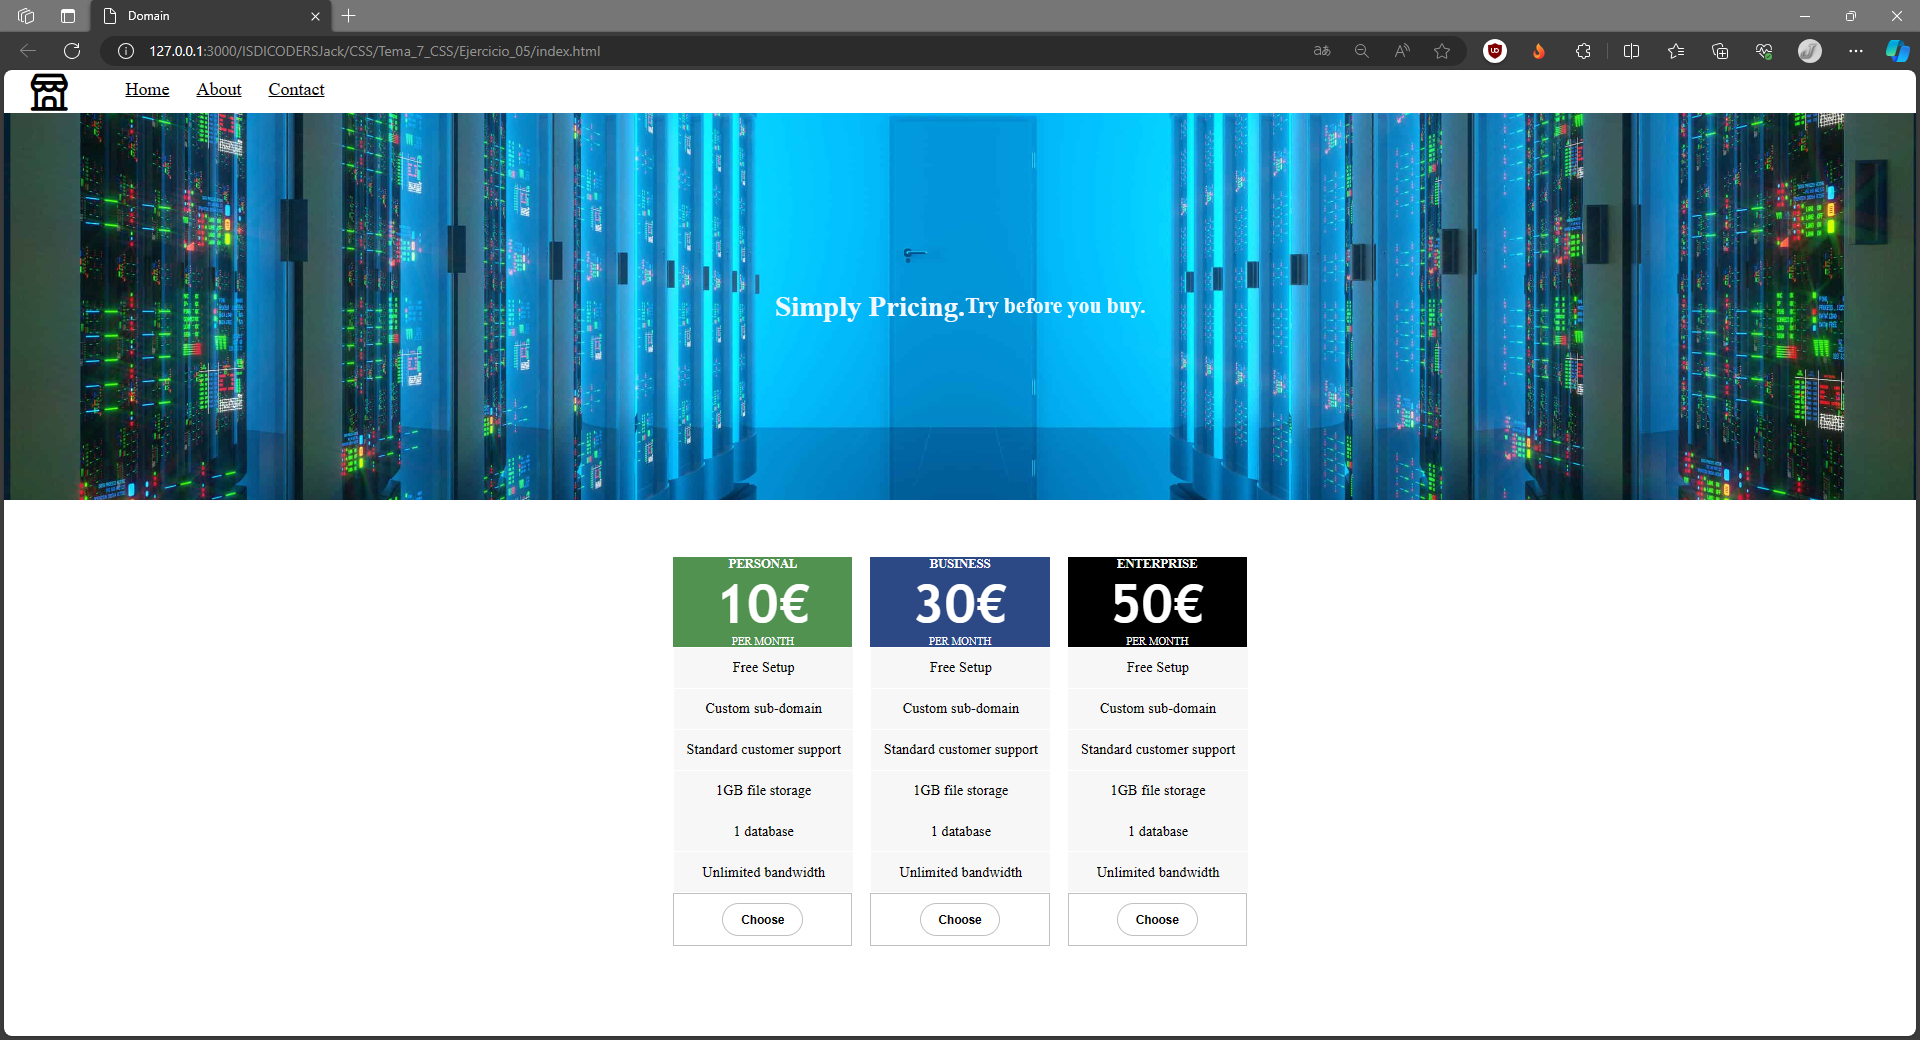 Domain
127.0.0.1:3000/ISDICODERSJack/CSS/Tema_7_CSS/Ejercicio_05/index.html
Home About Contact
Simply Pricing. Try before you buy.
PERSONAL
10€
PER MONTH
Free Setup
Custom sub-domain
Standard customer support
1GB file storage
1 database
Unlimited bandwidth
Choose
BUSINESS
30€
PER MONTH
Free Setup
Custom sub-domain
Standard customer support
1GB file storage
1 database
Unlimited bandwidth
Choose
ENTERPRISE
50€
PER MONTH
Free Setup
Custom sub-domain
Standard customer support
1GB file storage
1 database
Unlimited bandwidth
Choose